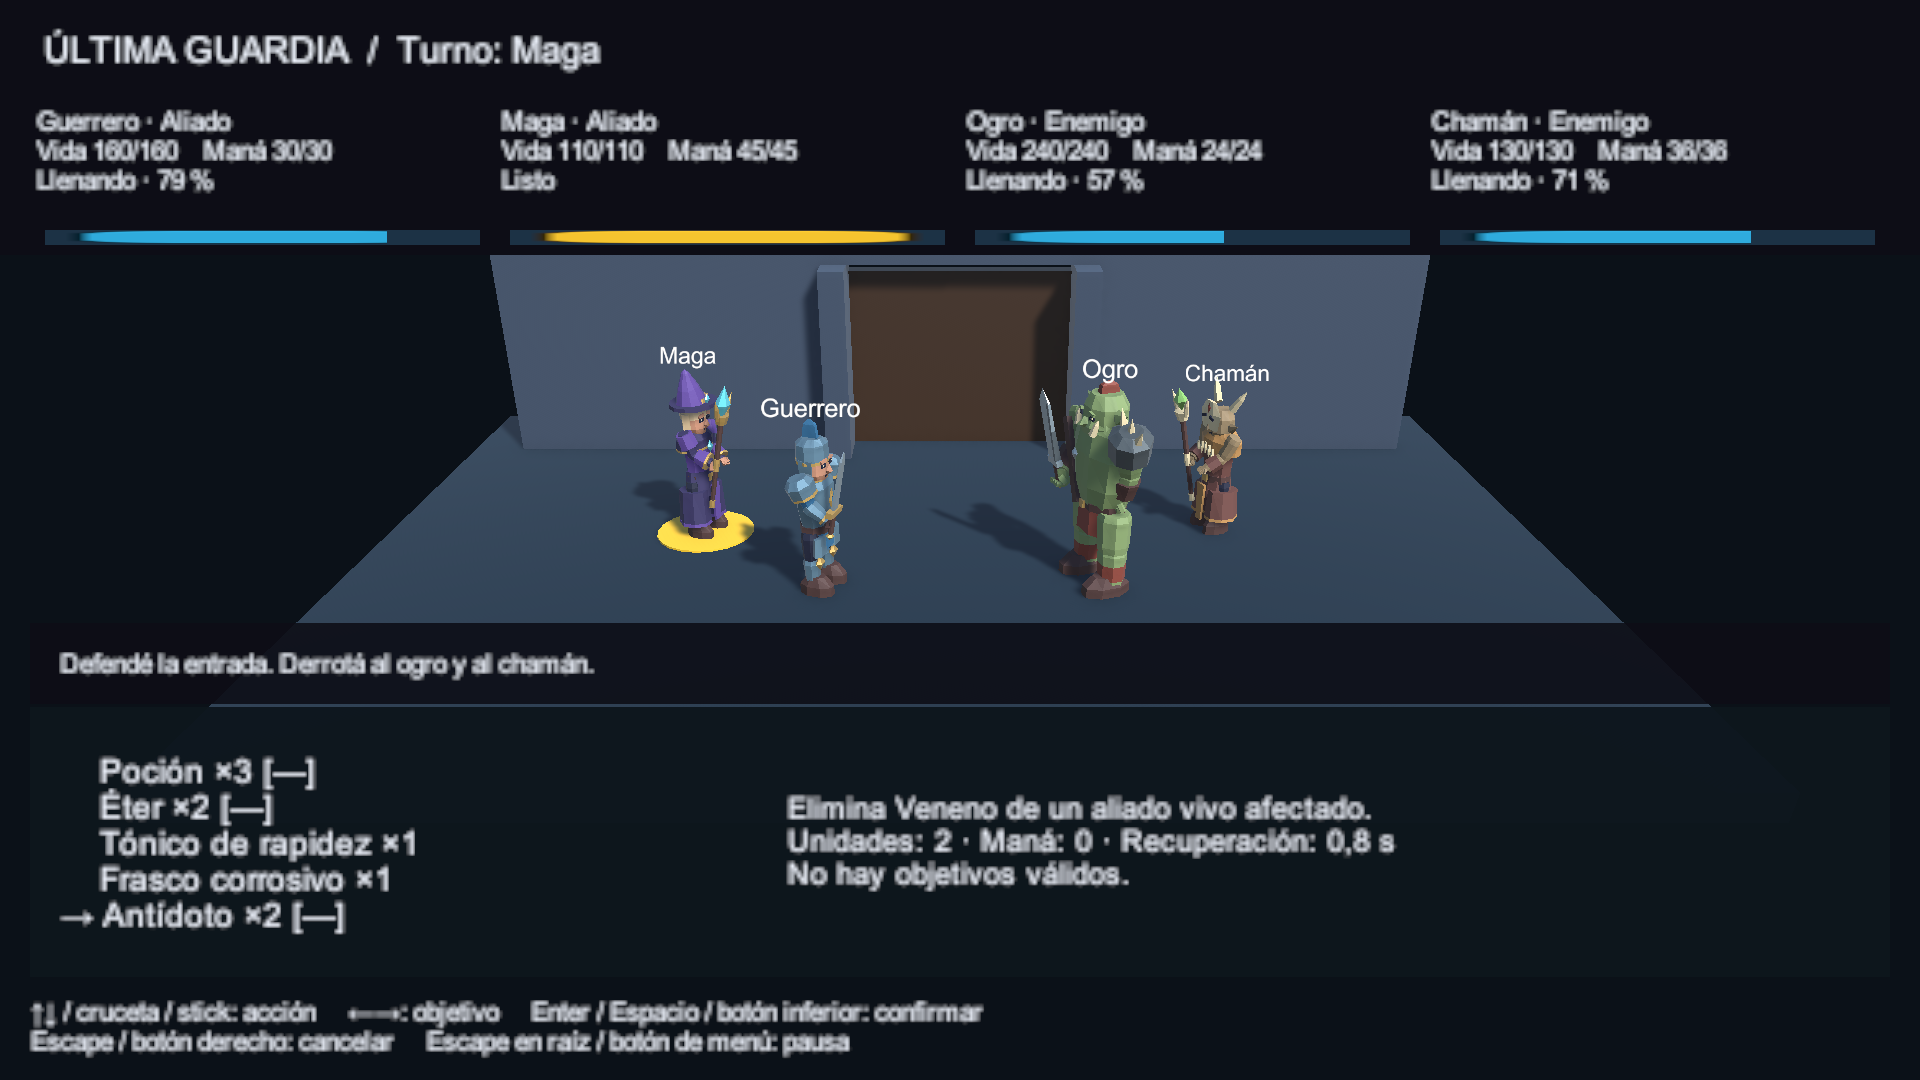 ÚLTIMA GUARDIA / Turno: Maga
Guerrero · Aliado
Vida 160/160 Maná 30/30
Llenando · 79 %
Maga · Aliado
Vida 110/110 Maná 45/45
Listo
Ogro · Enemigo
Vida 240/240 Maná 24/24
Llenando · 57 %
Chamán · Enemigo
Vida 130/130 Maná 36/36
Llenando · 71 %
Maga
Guerrero
Ogro
Chamán
Defendé la entrada. Derrotá al ogro y al chamán.
Poción ×3 [—]
Éter ×2 [—]
Tónico de rapidez ×1
Frasco corrosivo ×1
→ Antídoto ×2 [—]
Elimina Veneno de un aliado vivo afectado.
Unidades: 2 · Maná: 0 · Recuperación: 0,8 s
No hay objetivos válidos.
↑↓ / cruceta / stick: acción ←→: objetivo Enter / Espacio / botón inferior: confirmar
Escape / botón derecho: cancelar Escape en raíz / botón de menú: pausa